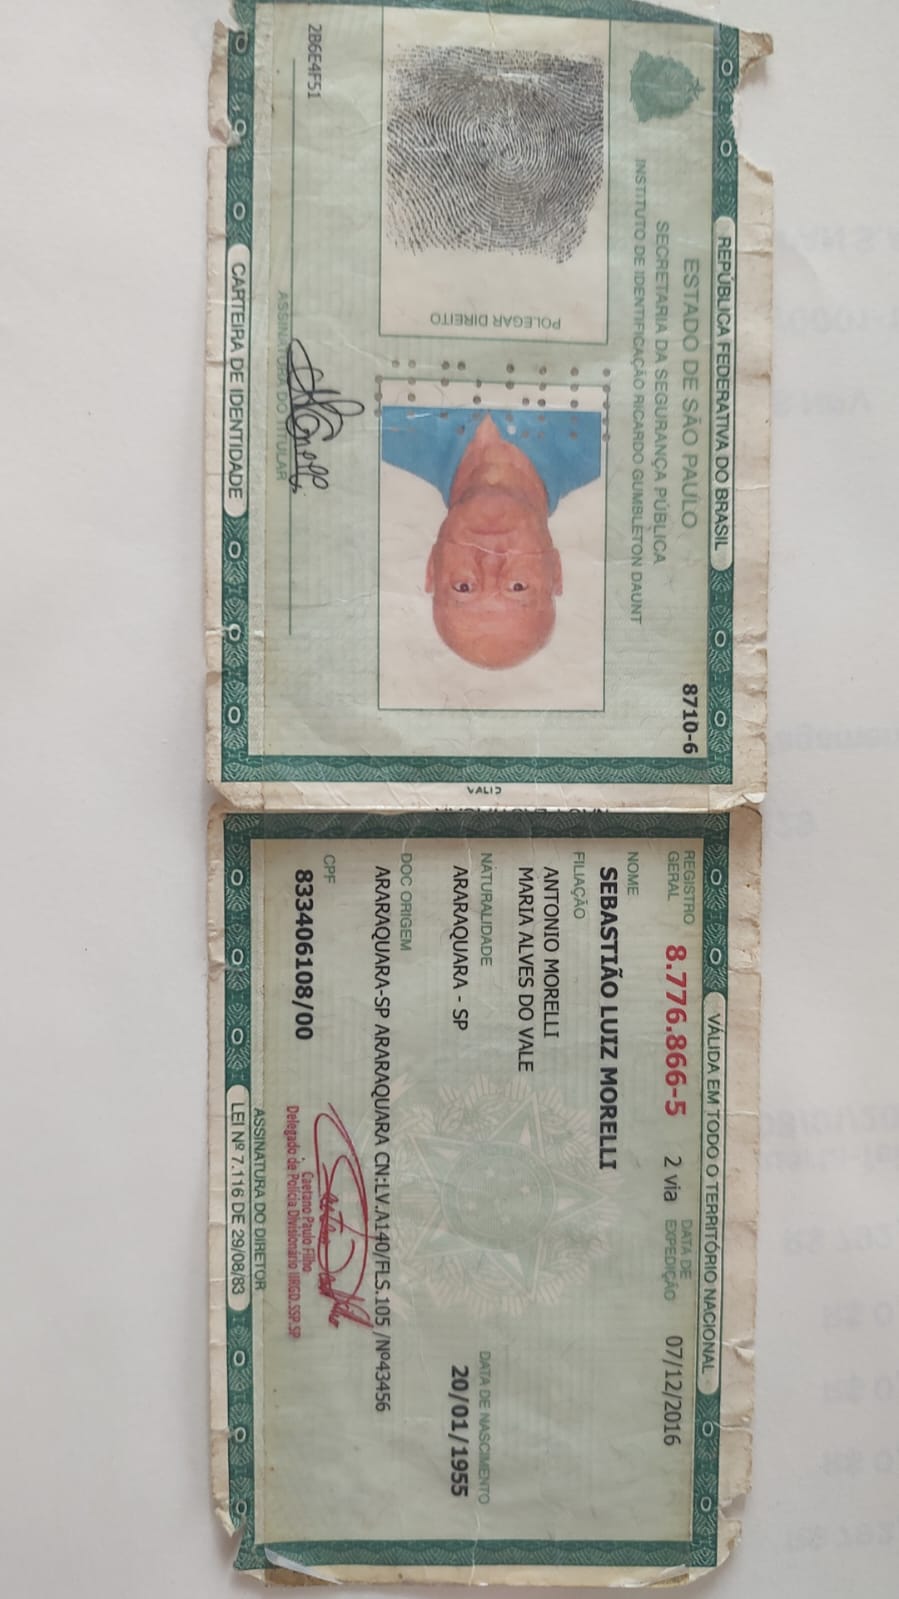 REPÚBLICA FEDERATIVA DO BRASIL
ESTADO DE SÃO PAULO
8710-6
SECRETARIA DA SEGURANÇA PÚBLICA
INSTITUTO DE IDENTIFICAÇÃO RICARDO GUMBLETON DAUNT
POLEGAR DIREITO
2B6E4F51
ASSINATURA DO TITULAR
CARTEIRA DE IDENTIDADE
VALID
VÁLIDA EM TODO O TERRITÓRIO NACIONAL
REGISTRO GERAL 8.776.866-5 2 via DATA DE EXPEDIÇÃO 07/12/2016
NOME
SEBASTIÃO LUIZ MORELLI
FILIAÇÃO
ANTONIO MORELLI
MARIA ALVES DO VALE
NATURALIDADE DATA DE NASCIMENTO
ARARAQUARA - SP 20/01/1955
DOC ORIGEM
ARARAQUARA-SP ARARAQUARA CN:LV.A140/FLS.105 /Nº43456
CPF
833406108/00
Caetano Paulo Filho
Delegado de Polícia Divisionário IIRGD.SSP.SP
ASSINATURA DO DIRETOR
LEI Nº 7.116 DE 29/08/83